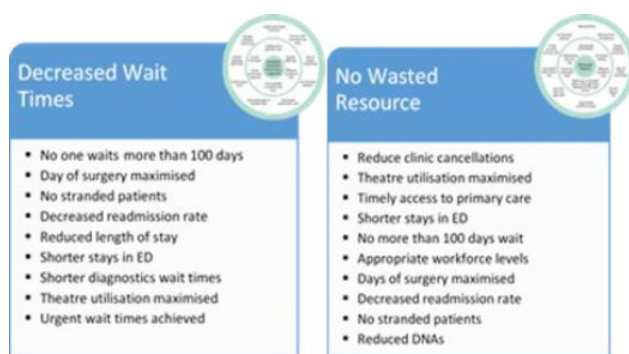 Decreased Wait
Times
▪ No one waits more than 100 days
▪ Day of surgery maximised
▪ No stranded patients
▪ Decreased readmission rate
▪ Reduced length of stay
▪ Shorter stays in ED
▪ Shorter diagnostics wait times
▪ Theatre utilisation maximised
▪ Urgent wait times achieved
No Wasted
Resource
▪ Reduce clinic cancellations
▪ Theatre utilisation maximised
▪ Timely access to primary care
▪ Shorter stays in ED
▪ No more than 100 days wait
▪ Appropriate workforce levels
▪ Days of surgery maximised
▪ Decreased readmission rate
▪ No stranded patients
▪ Reduced DNAs